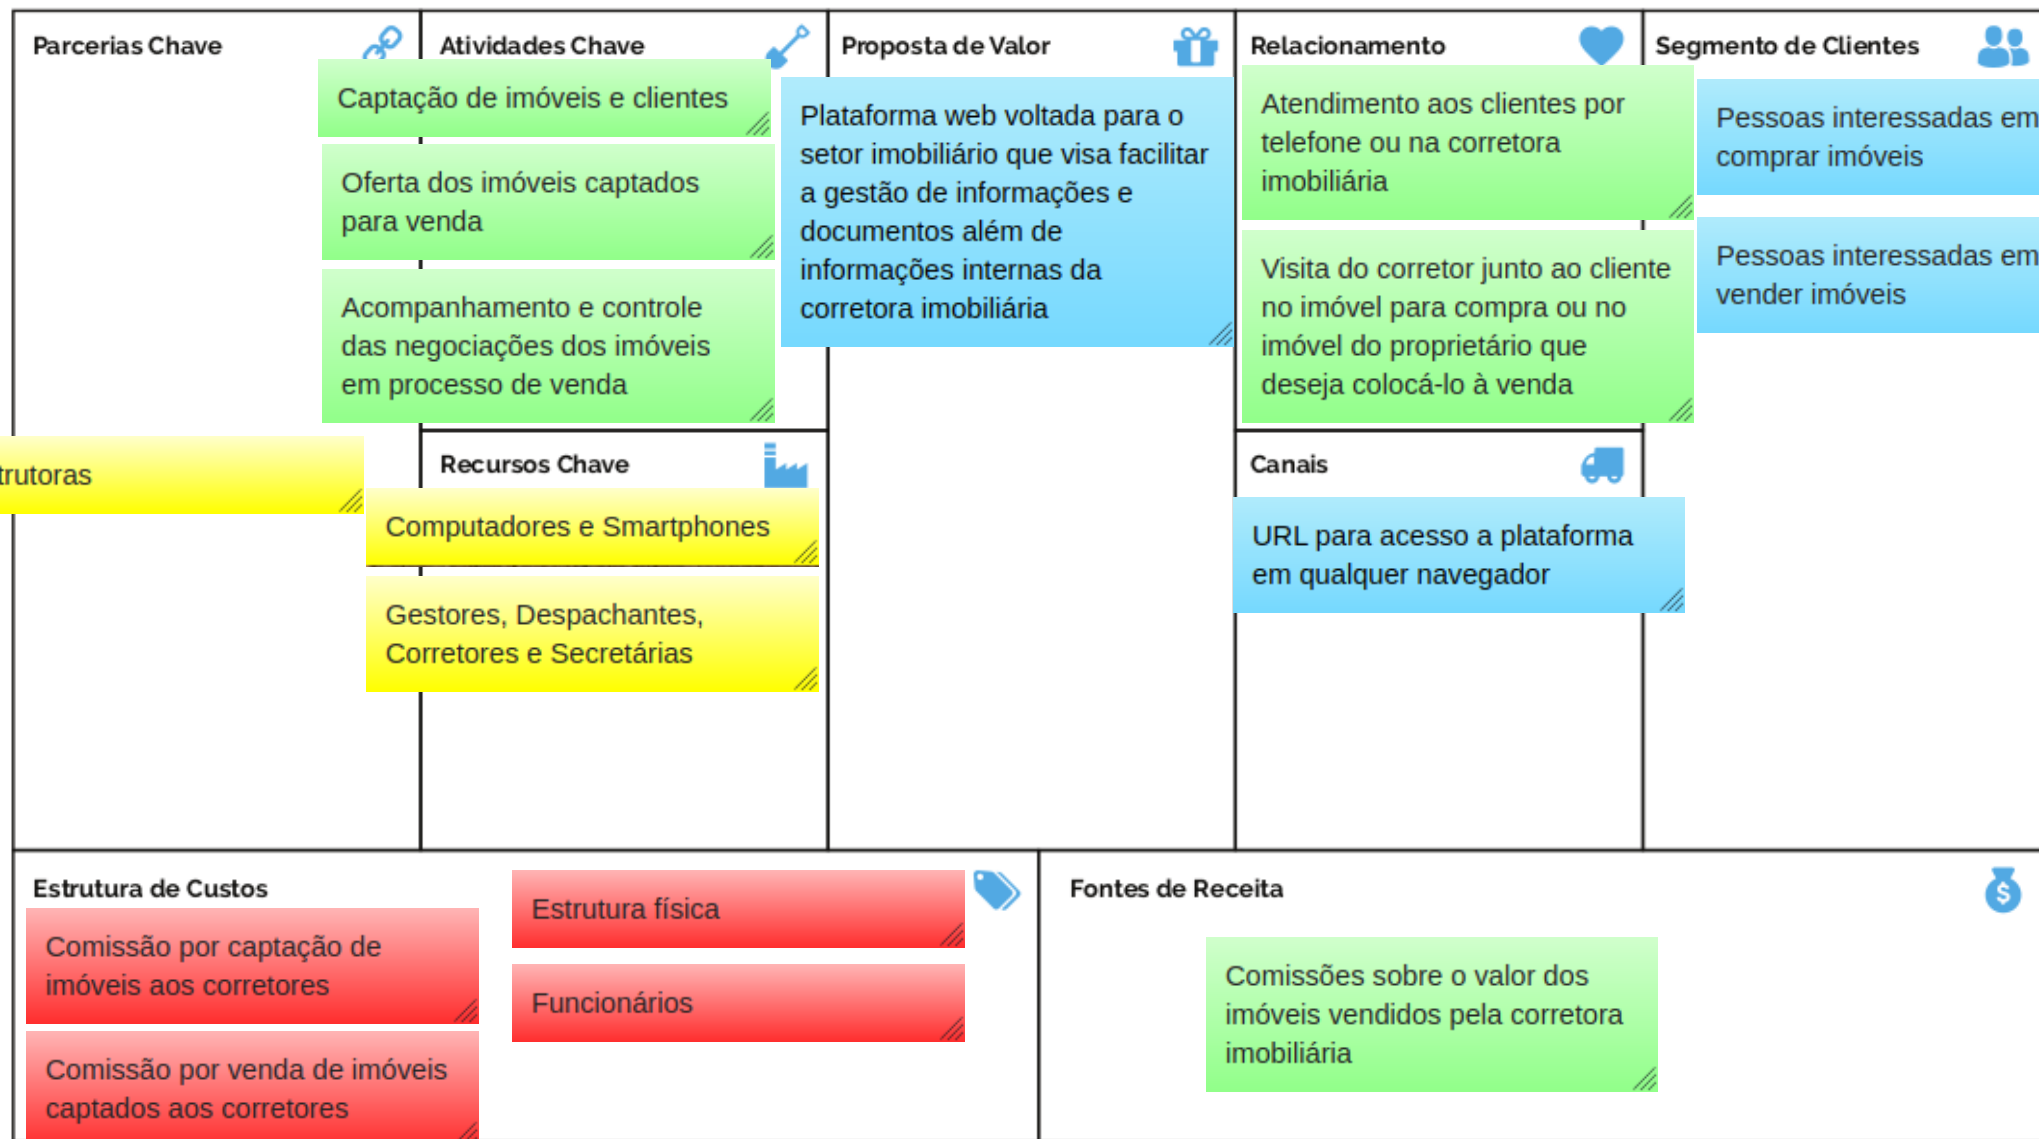 Parcerias Chave
trutoras
Atividades Chave
Captação de imóveis e clientes
Oferta dos imóveis captados
para venda
Acompanhamento e controle
das negociações dos imóveis
em processo de venda
Recursos Chave
Computadores e Smartphones
Gestores, Despachantes,
Corretores e Secretárias
Proposta de Valor
Plataforma web voltada para o
setor imobiliário que visa facilitar
a gestão de informações e
documentos além de
informações internas da
corretora imobiliária
Relacionamento
Atendimento aos clientes por
telefone ou na corretora
imobiliária
Visita do corretor junto ao cliente
no imóvel para compra ou no
imóvel do proprietário que
deseja colocá-lo à venda
Canais
URL para acesso a plataforma
em qualquer navegador
Segmento de Clientes
Pessoas interessadas em
comprar imóveis
Pessoas interessadas em
vender imóveis
Estrutura de Custos
Comissão por captação de
imóveis aos corretores
Comissão por venda de imóveis
captados aos corretores
Estrutura física
Funcionários
Fontes de Receita
Comissões sobre o valor dos
imóveis vendidos pela corretora
imobiliária